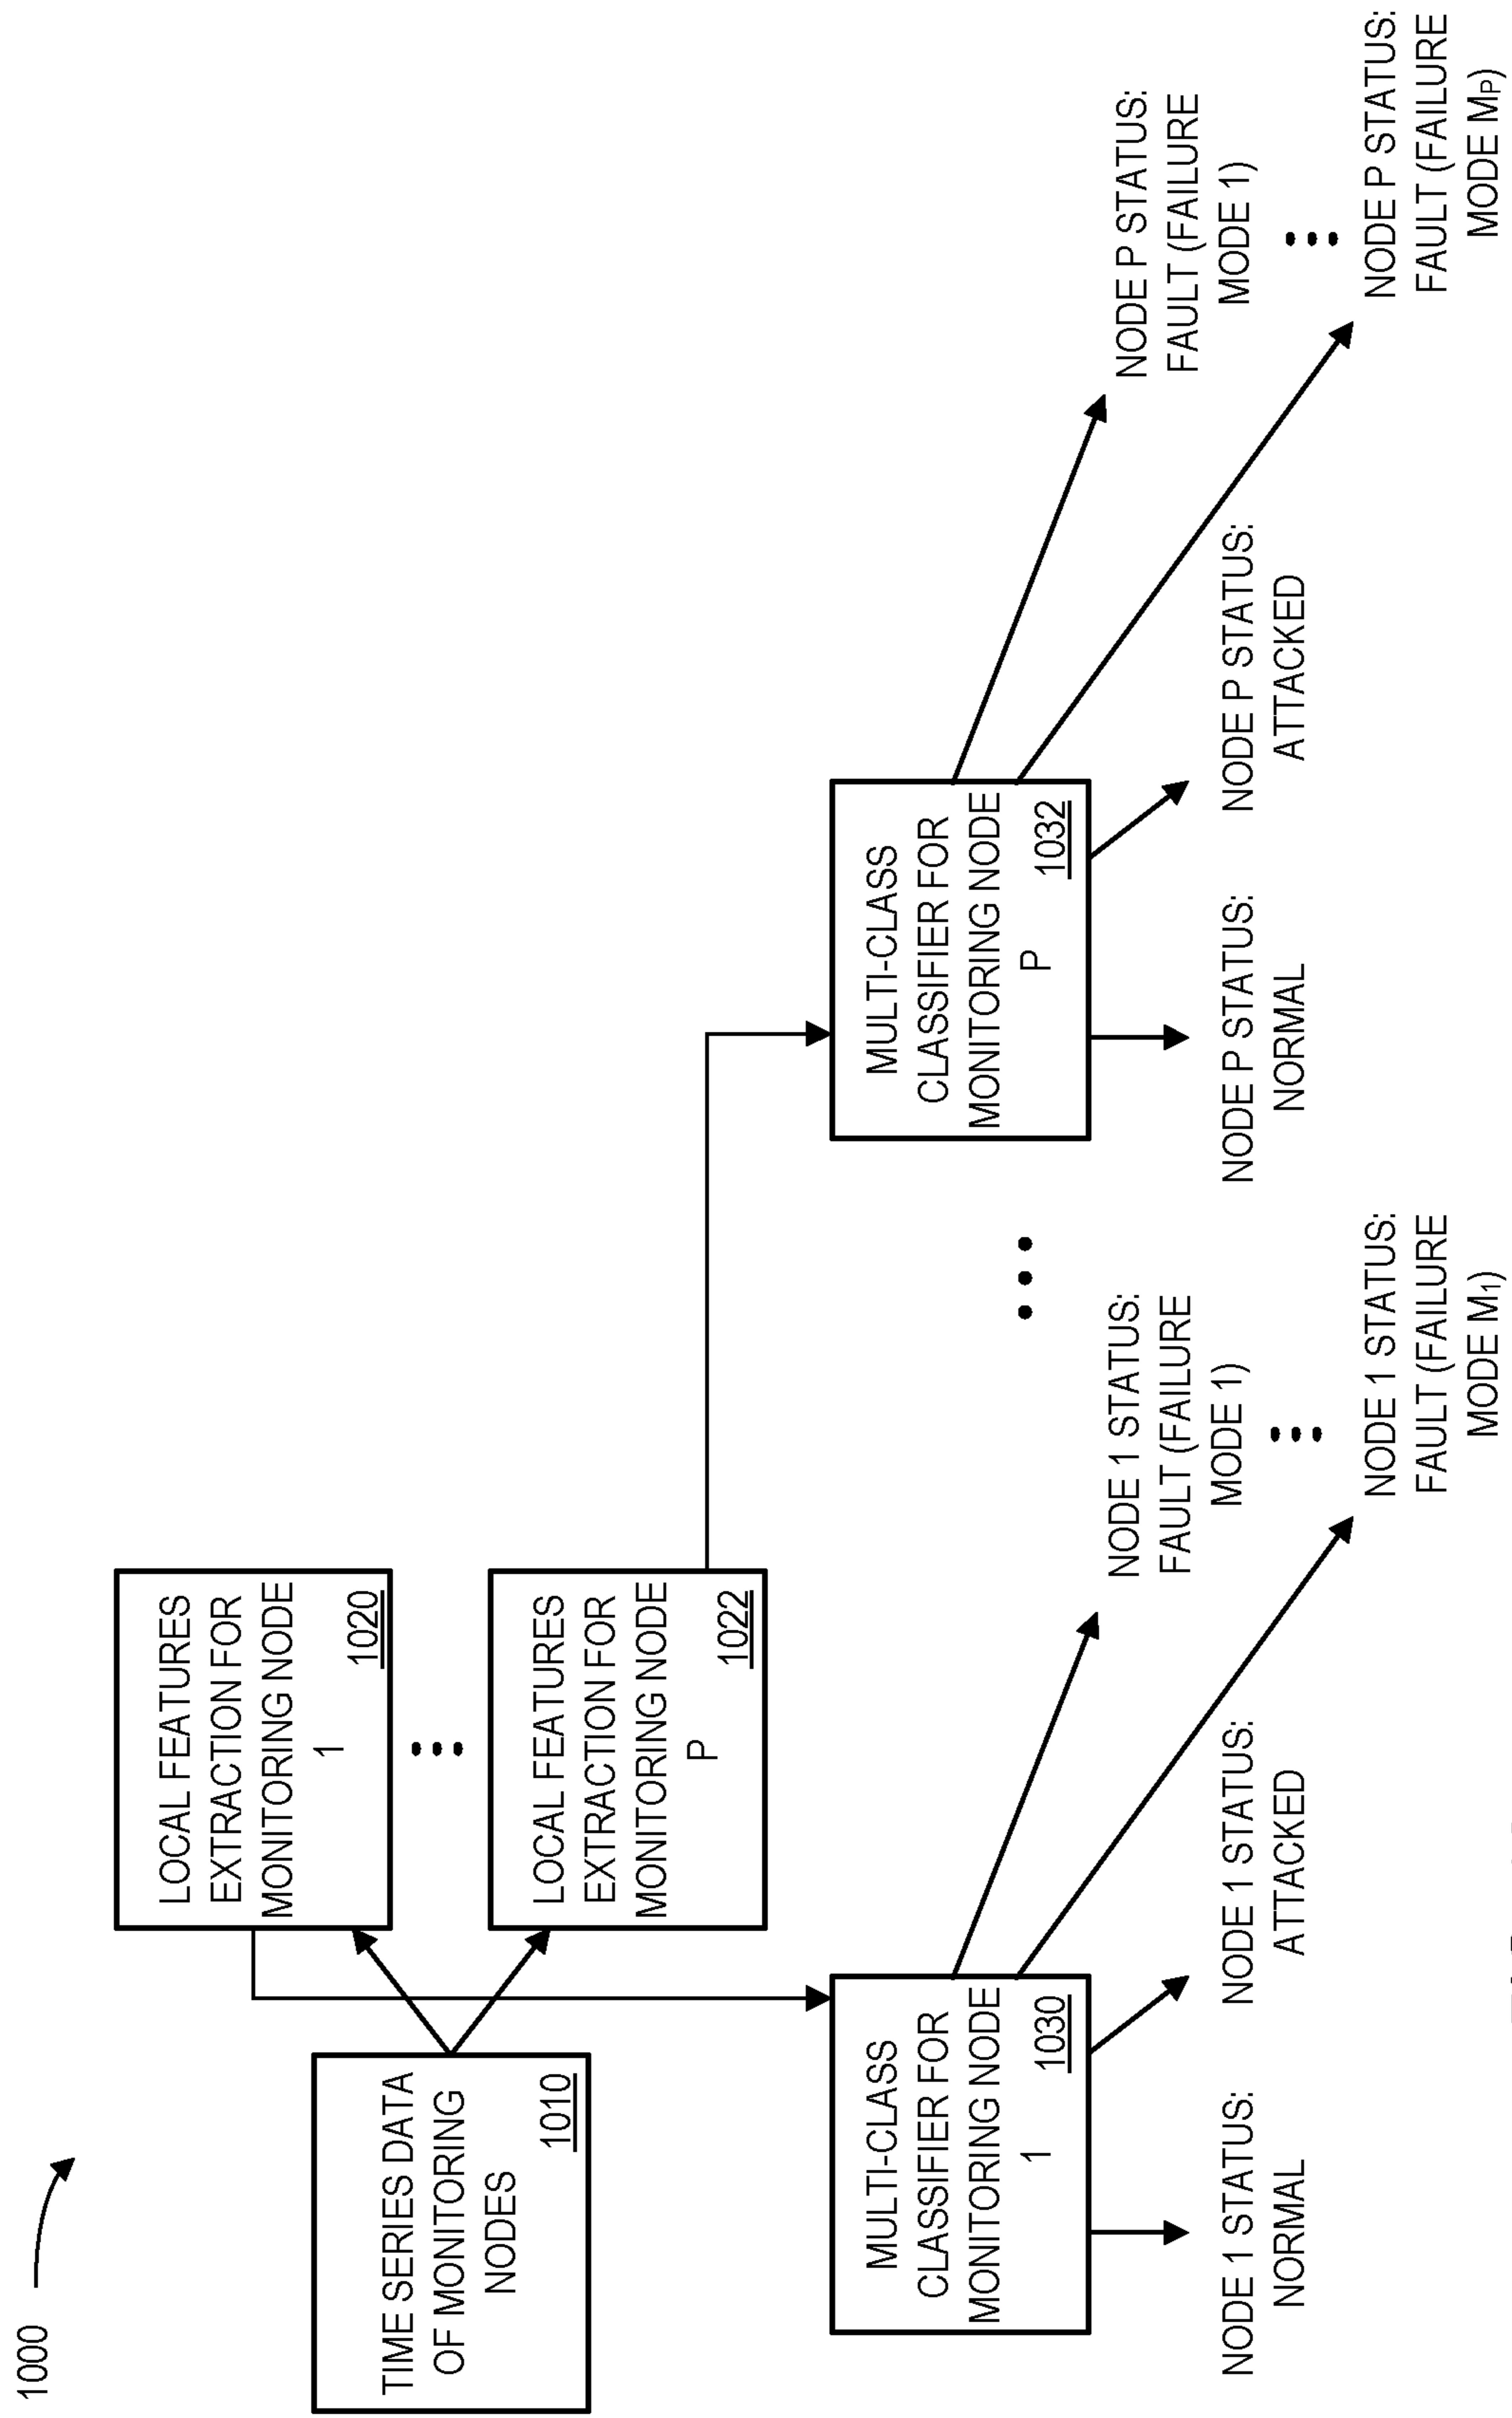 1000
TIME SERIES DATA
OF MONITORING
NODES
1010
LOCAL FEATURES
EXTRACTION FOR
MONITORING NODE
1
1020
LOCAL FEATURES
EXTRACTION FOR
MONITORING NODE
P
1022
MULTI-CLASS
CLASSIFIER FOR
MONITORING NODE
1
1030
NODE 1 STATUS:
NORMAL
NODE 1 STATUS:
ATTACKED
NODE 1 STATUS:
FAULT (FAILURE
MODE 1)
NODE 1 STATUS:
FAULT (FAILURE
MODE M1)
MULTI-CLASS
CLASSIFIER FOR
MONITORING NODE
P
1032
NODE P STATUS:
NORMAL
NODE P STATUS:
ATTACKED
NODE P STATUS:
FAULT (FAILURE
MODE 1)
NODE P STATUS:
FAULT (FAILURE
MODE MP)